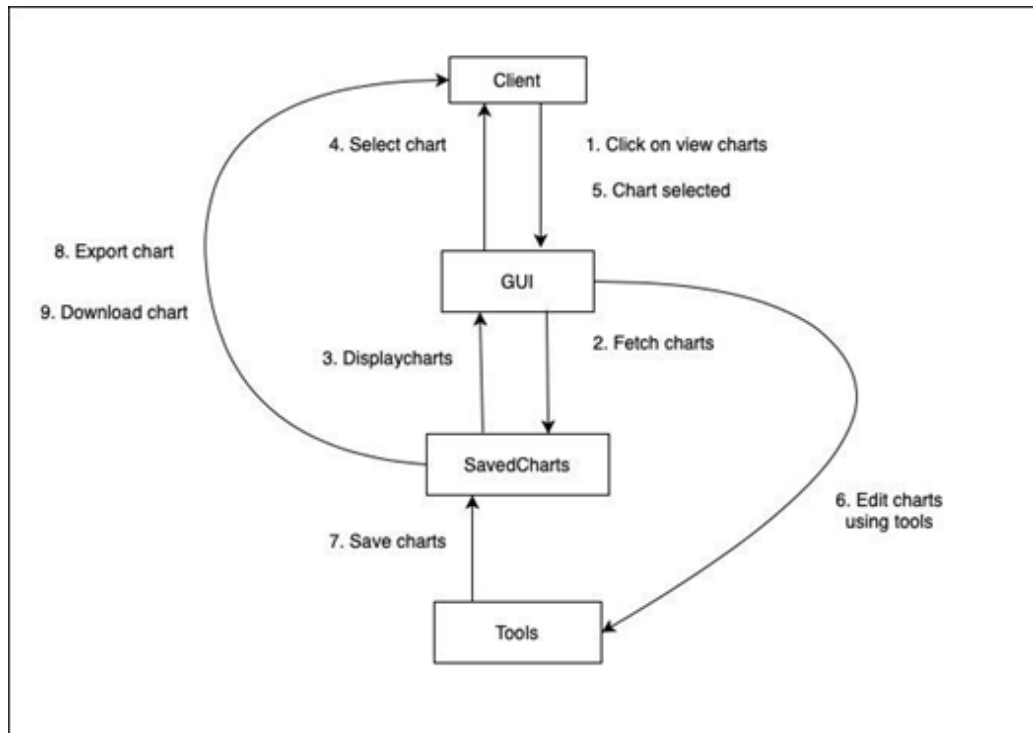 Client
4. Select chart
1. Click on view charts
5. Chart selected
8. Export chart
GUI
9. Download chart
2. Fetch charts
3. Displaycharts
SavedCharts
6. Edit charts
using tools
7. Save charts
Tools